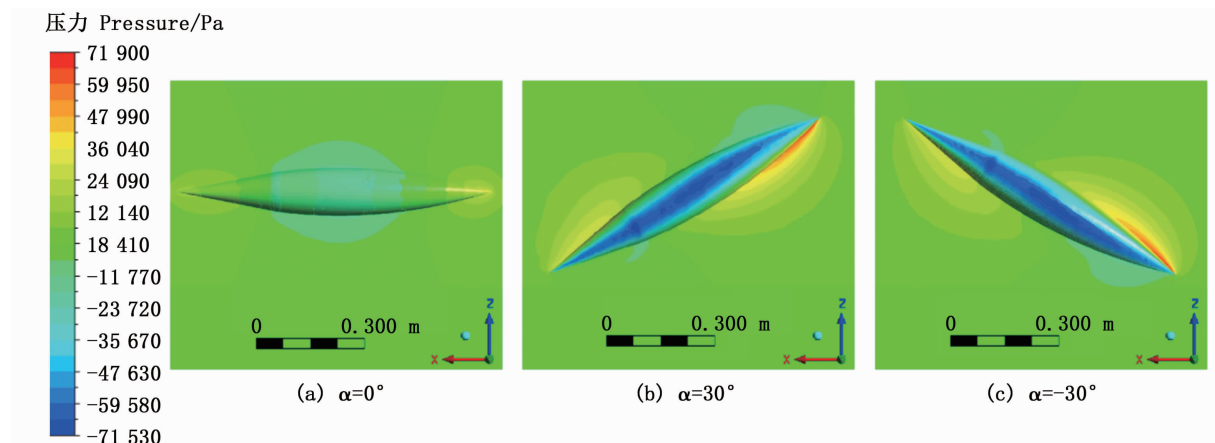 压力 Pressure/Pa
71 900
59 950
47 990
36 040
24 090
12 140
18 410
-11 770
-23 720
-35 670
-47 630
-59 580
-71 530
0 0.300 m
Z
X
(a) α=0°
0 0.300 m
Z
X
(b) α=30°
0 0.300 m
Z
X
(c) α=-30°